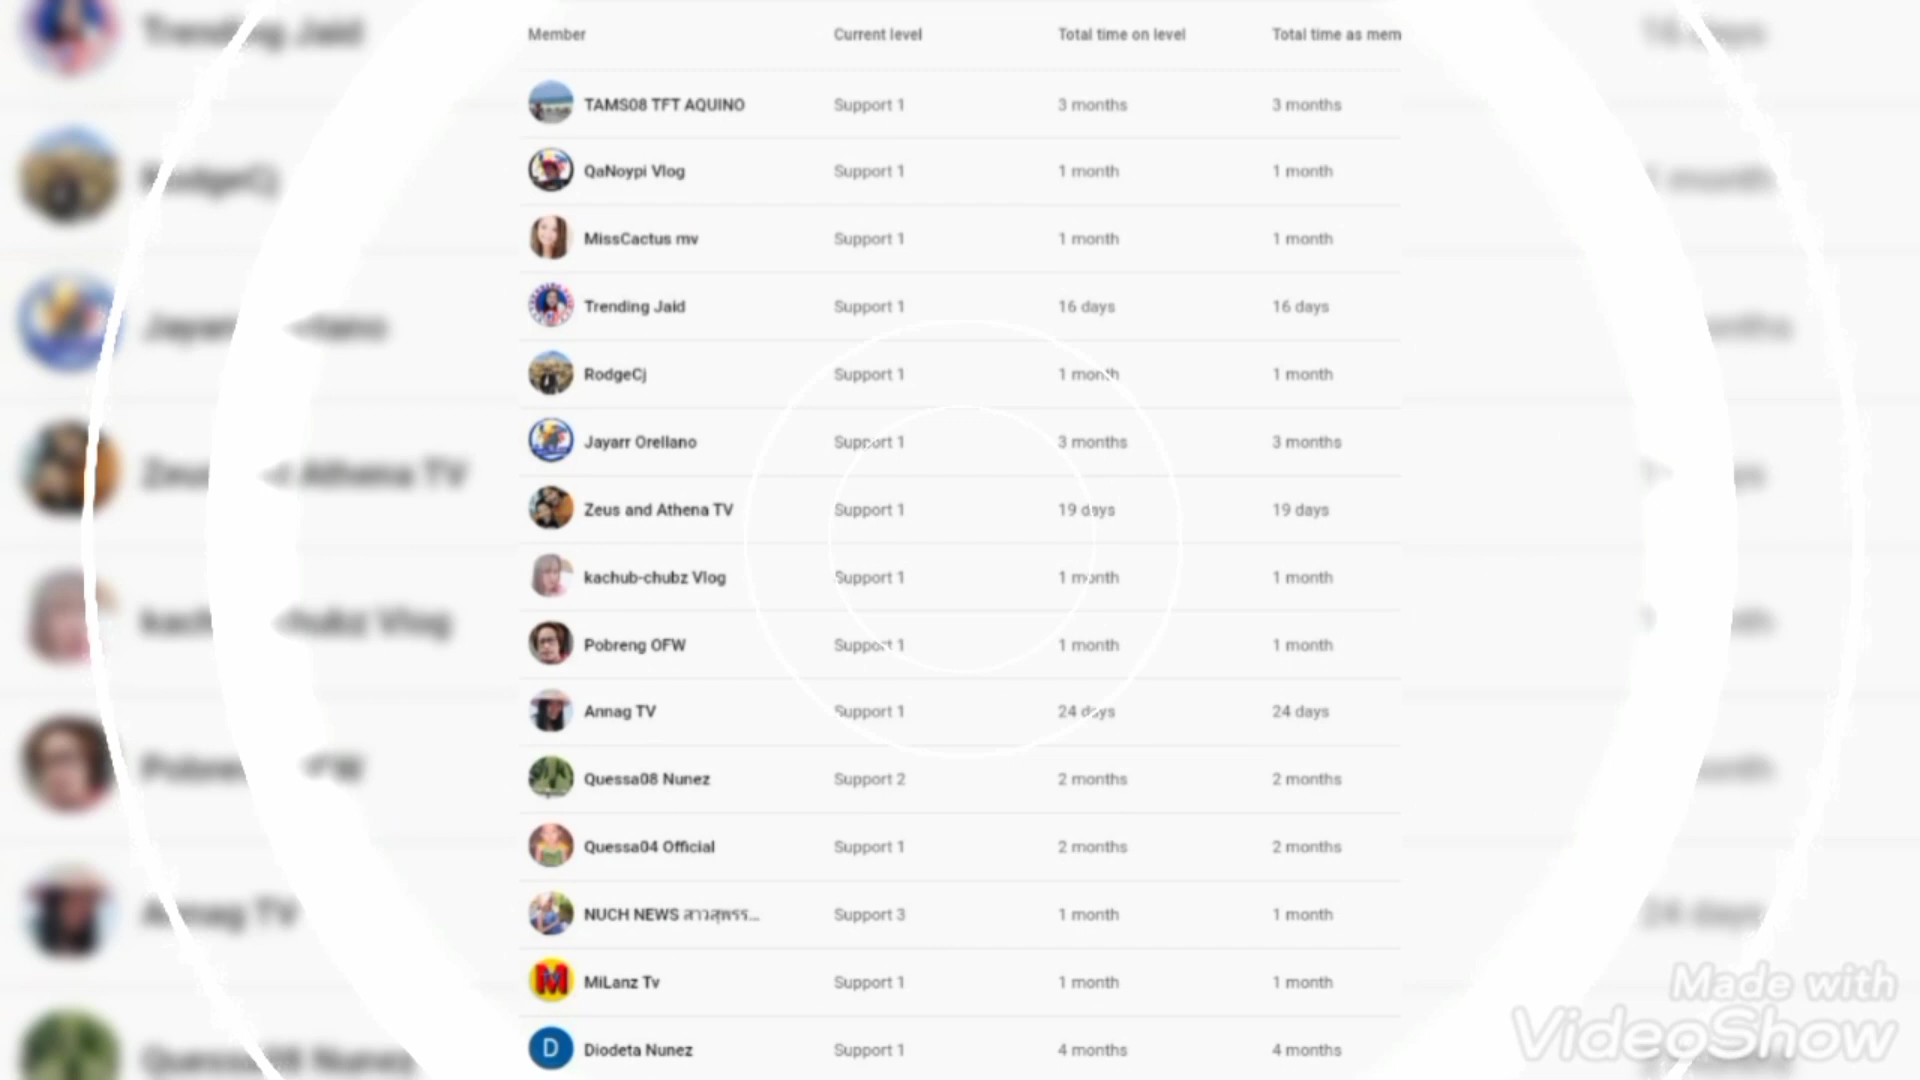 Member Current level Total time on level Total time as mem
TAMS08 TFT AQUINO Support 1 3 months 3 months
QaNoypi Vlog Support 1 1 month 1 month
MissCactus mv Support 1 1 month 1 month
Trending Jaid Support 1 16 days 16 days
RodgeCj Support 1 1 month 1 month
Jayarr Orellano Support 1 3 months 3 months
Zeus and Athena TV Support 1 19 days 19 days
kachub-chubz Vlog Support 1 1 month 1 month
Pobreng OFW Support 1 1 month 1 month
Annag TV Support 1 24 days 24 days
Quessa08 Nunez Support 2 2 months 2 months
Quessa04 Official Support 1 2 months 2 months
NUCH NEWS สาวสุพรร... Support 3 1 month 1 month
MiLanz Tv Support 1 1 month 1 month
D Diodeta Nunez Support 1 4 months 4 months
Made with
VideoShow